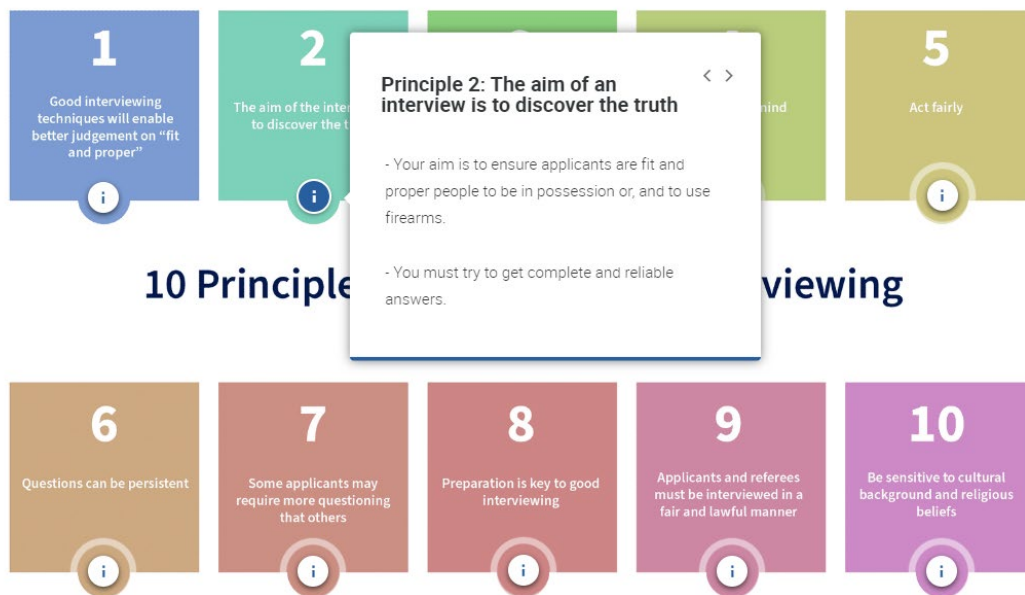 1
Good interviewing
techniques will enable
better judgement on “fit
and proper”
2
The aim of the inter
to discover the t
Principle 2: The aim of an
interview is to discover the truth
- Your aim is to ensure applicants are fit and
proper people to be in possession or, and to use
firearms.
- You must try to get complete and reliable
answers.
mind
5
Act fairly
10 Principle
viewing
6
Questions can be persistent
7
Some applicants may
require more questioning
that others
8
Preparation is key to good
interviewing
9
Applicants and referees
must be interviewed in a
fair and lawful manner
10
Be sensitive to cultural
background and religious
beliefs